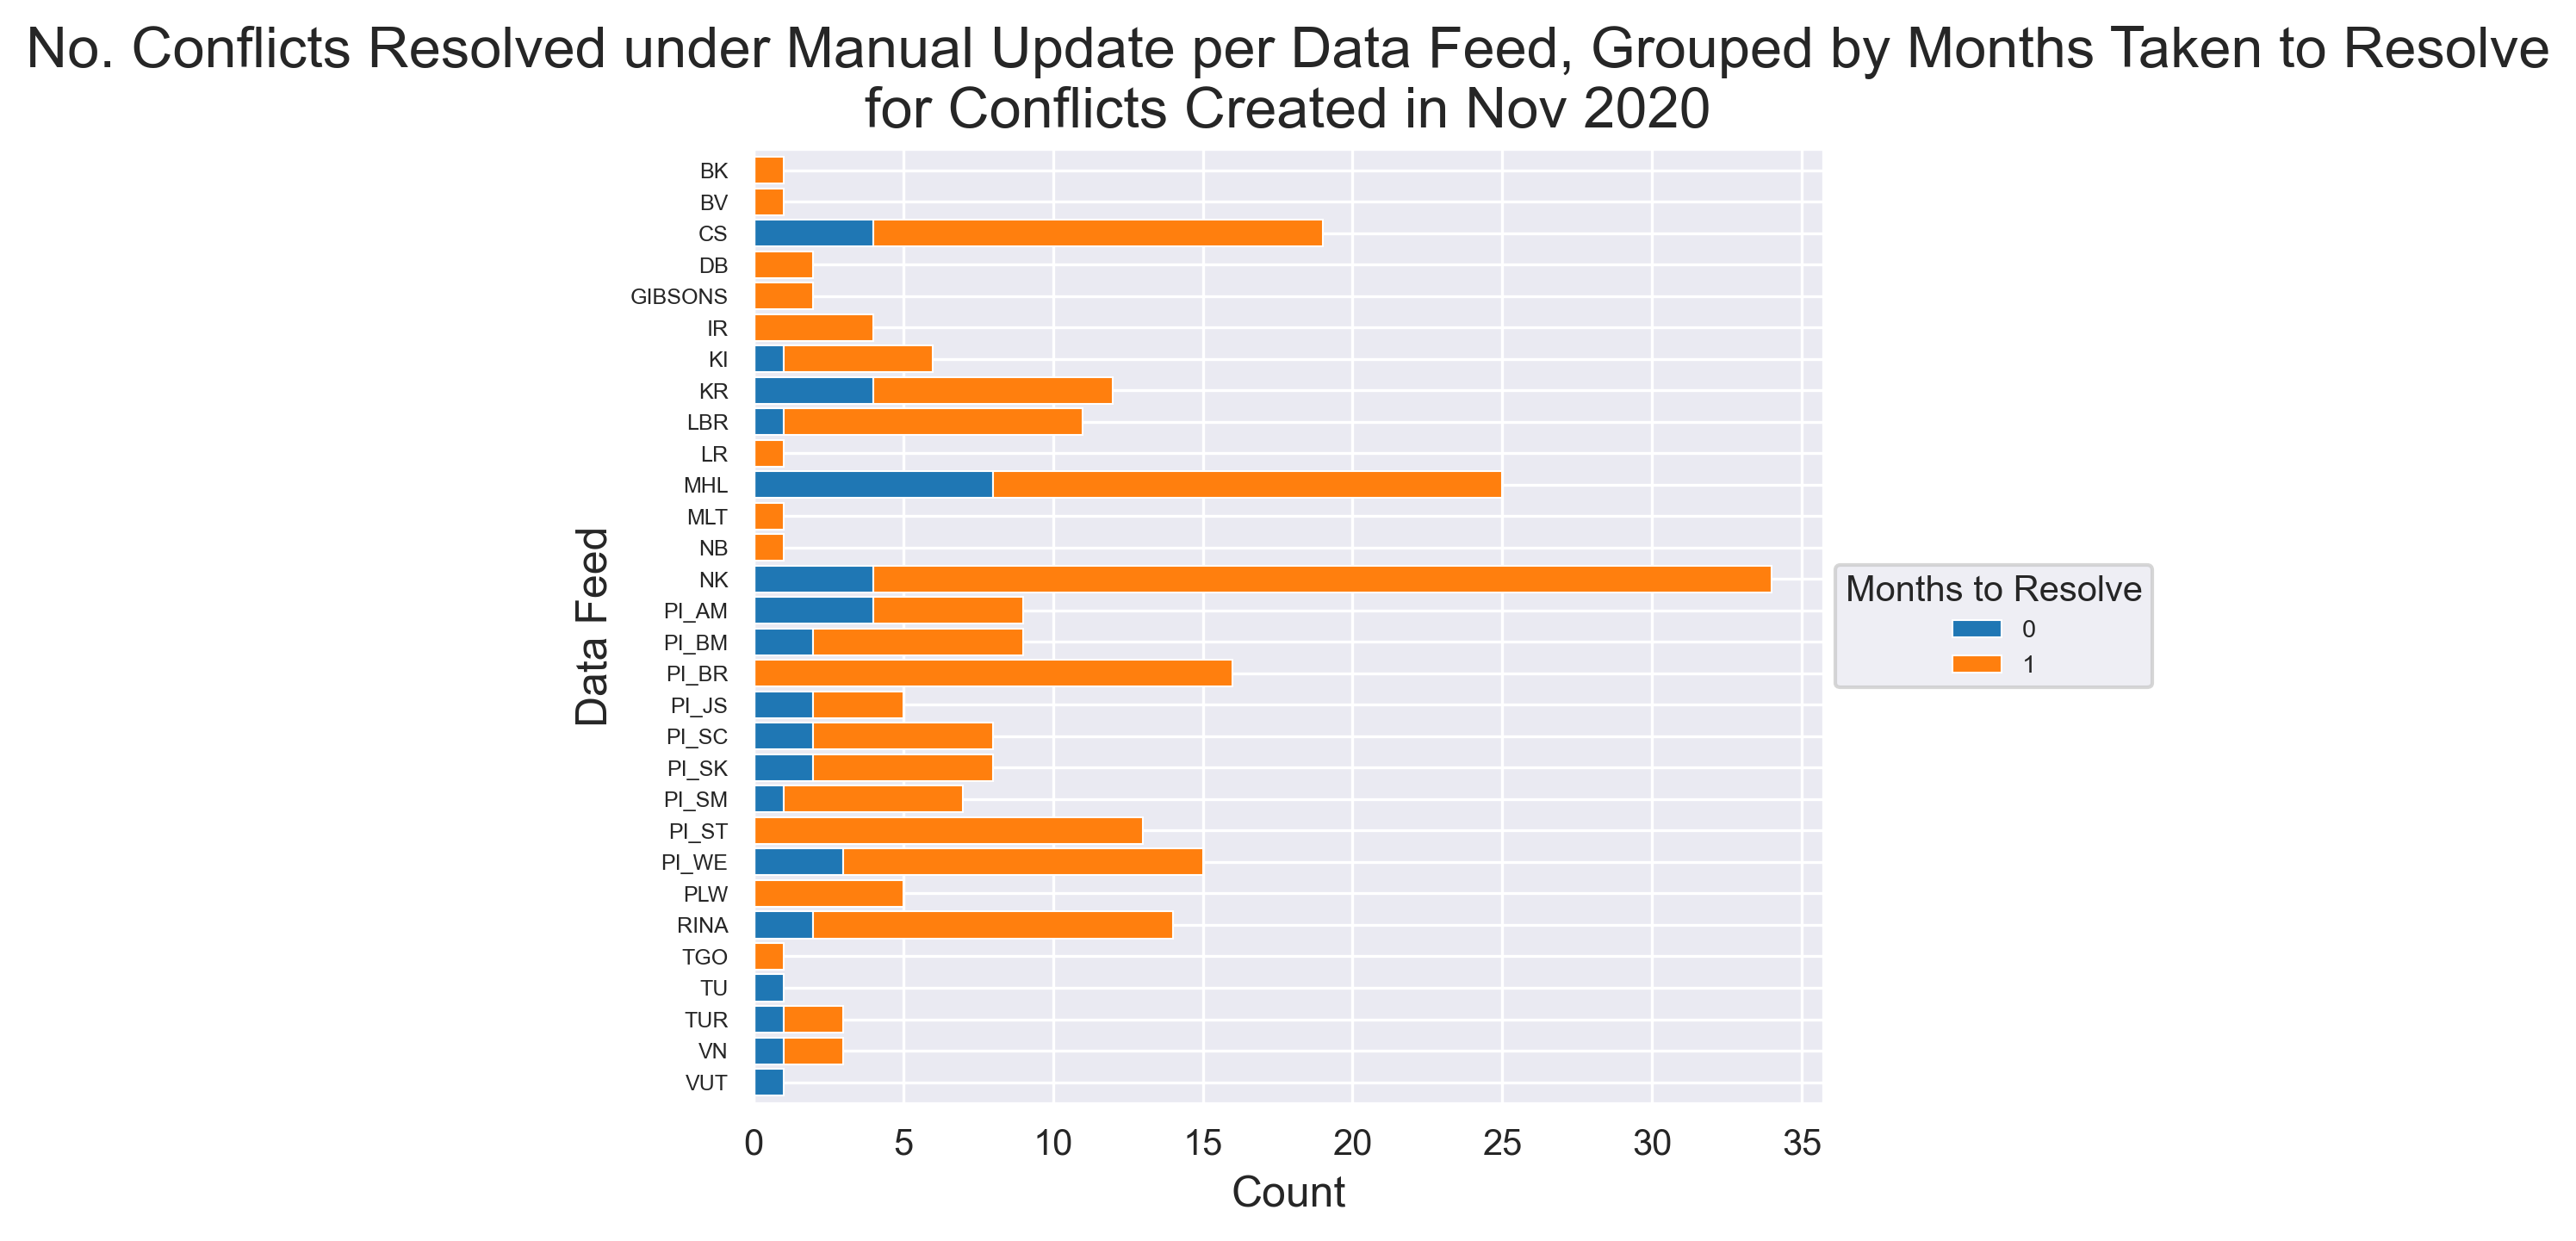 No. Conflicts Resolved under Manual Update per Data Feed, Grouped by Months Taken to Resolve
for Conflicts Created in Nov 2020
BK
BV
CS
DB
GIBSONS
IR
KI
KR
LBR
LR
MHL
MLT
NB
NK
PI_AM
PI_BM
PI_BR
PI_JS
PI_SC
PI_SK
PI_SM
PI_ST
PI_WE
PLW
RINA
TGO
TU
TUR
VN
VUT
Data Feed
0 5 10 15 20 25 30 35
Count
Months to Resolve
0
1